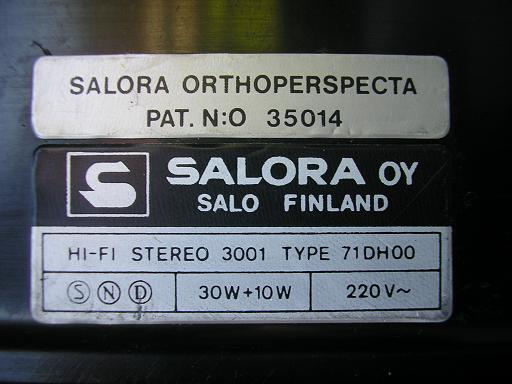 SALORA ORTHOPERSPECTA
PAT. N:O 35014
S SALORA OY
SALO FINLAND
HI-FI STEREO 3001 TYPE 71DH00
S N D 30W+10W 220V~